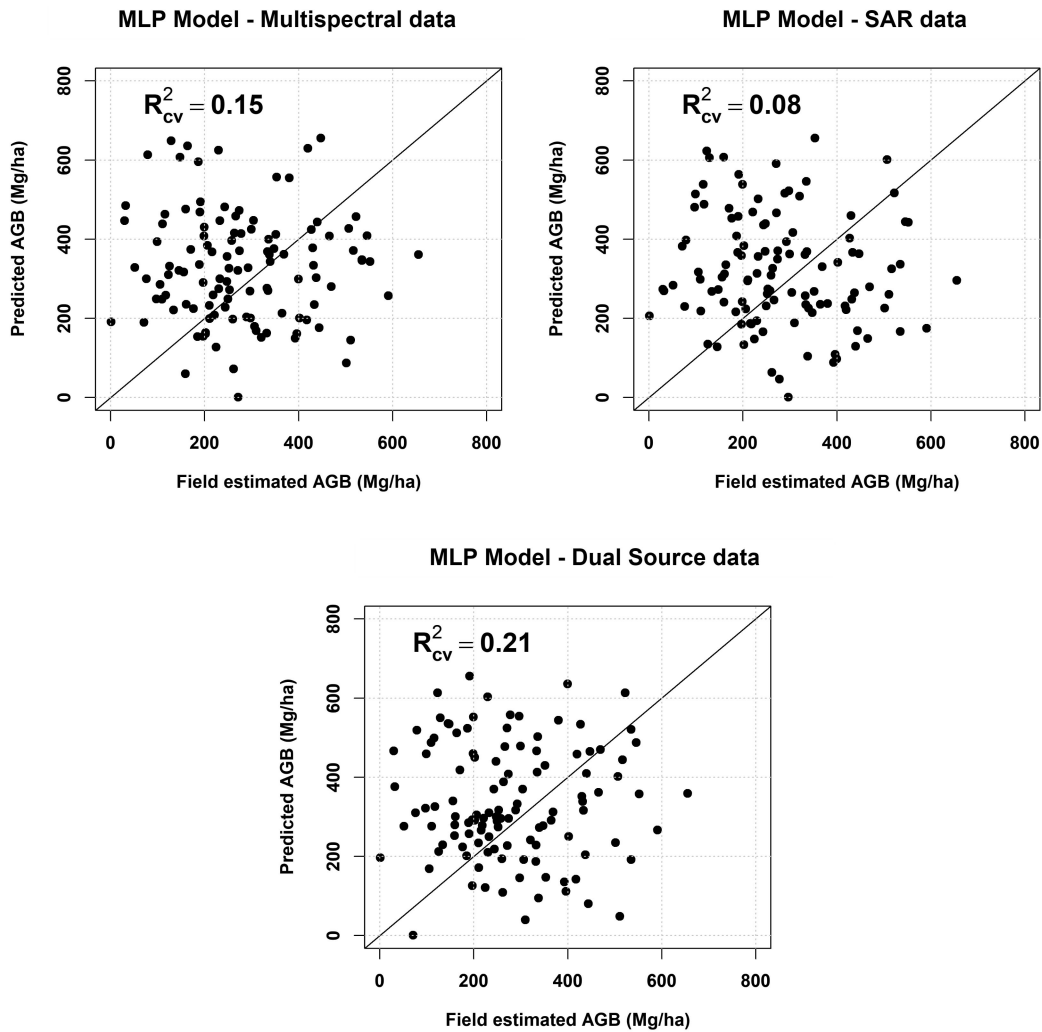 MLP Model - Multispectral data
R²cv = 0.15
Predicted AGB (Mg/ha)
800
600
400
200
0
0 200 400 600 800
Field estimated AGB (Mg/ha)
MLP Model - SAR data
R²cv = 0.08
Predicted AGB (Mg/ha)
800
600
400
200
0
0 200 400 600 800
Field estimated AGB (Mg/ha)
MLP Model - Dual Source data
R²cv = 0.21
Predicted AGB (Mg/ha)
800
600
400
200
0
0 200 400 600 800
Field estimated AGB (Mg/ha)